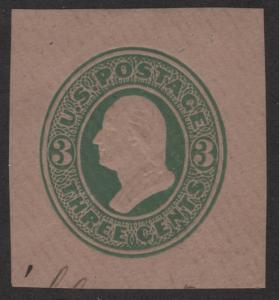 U.S. POSTAGE
3 3
THREE CENTS